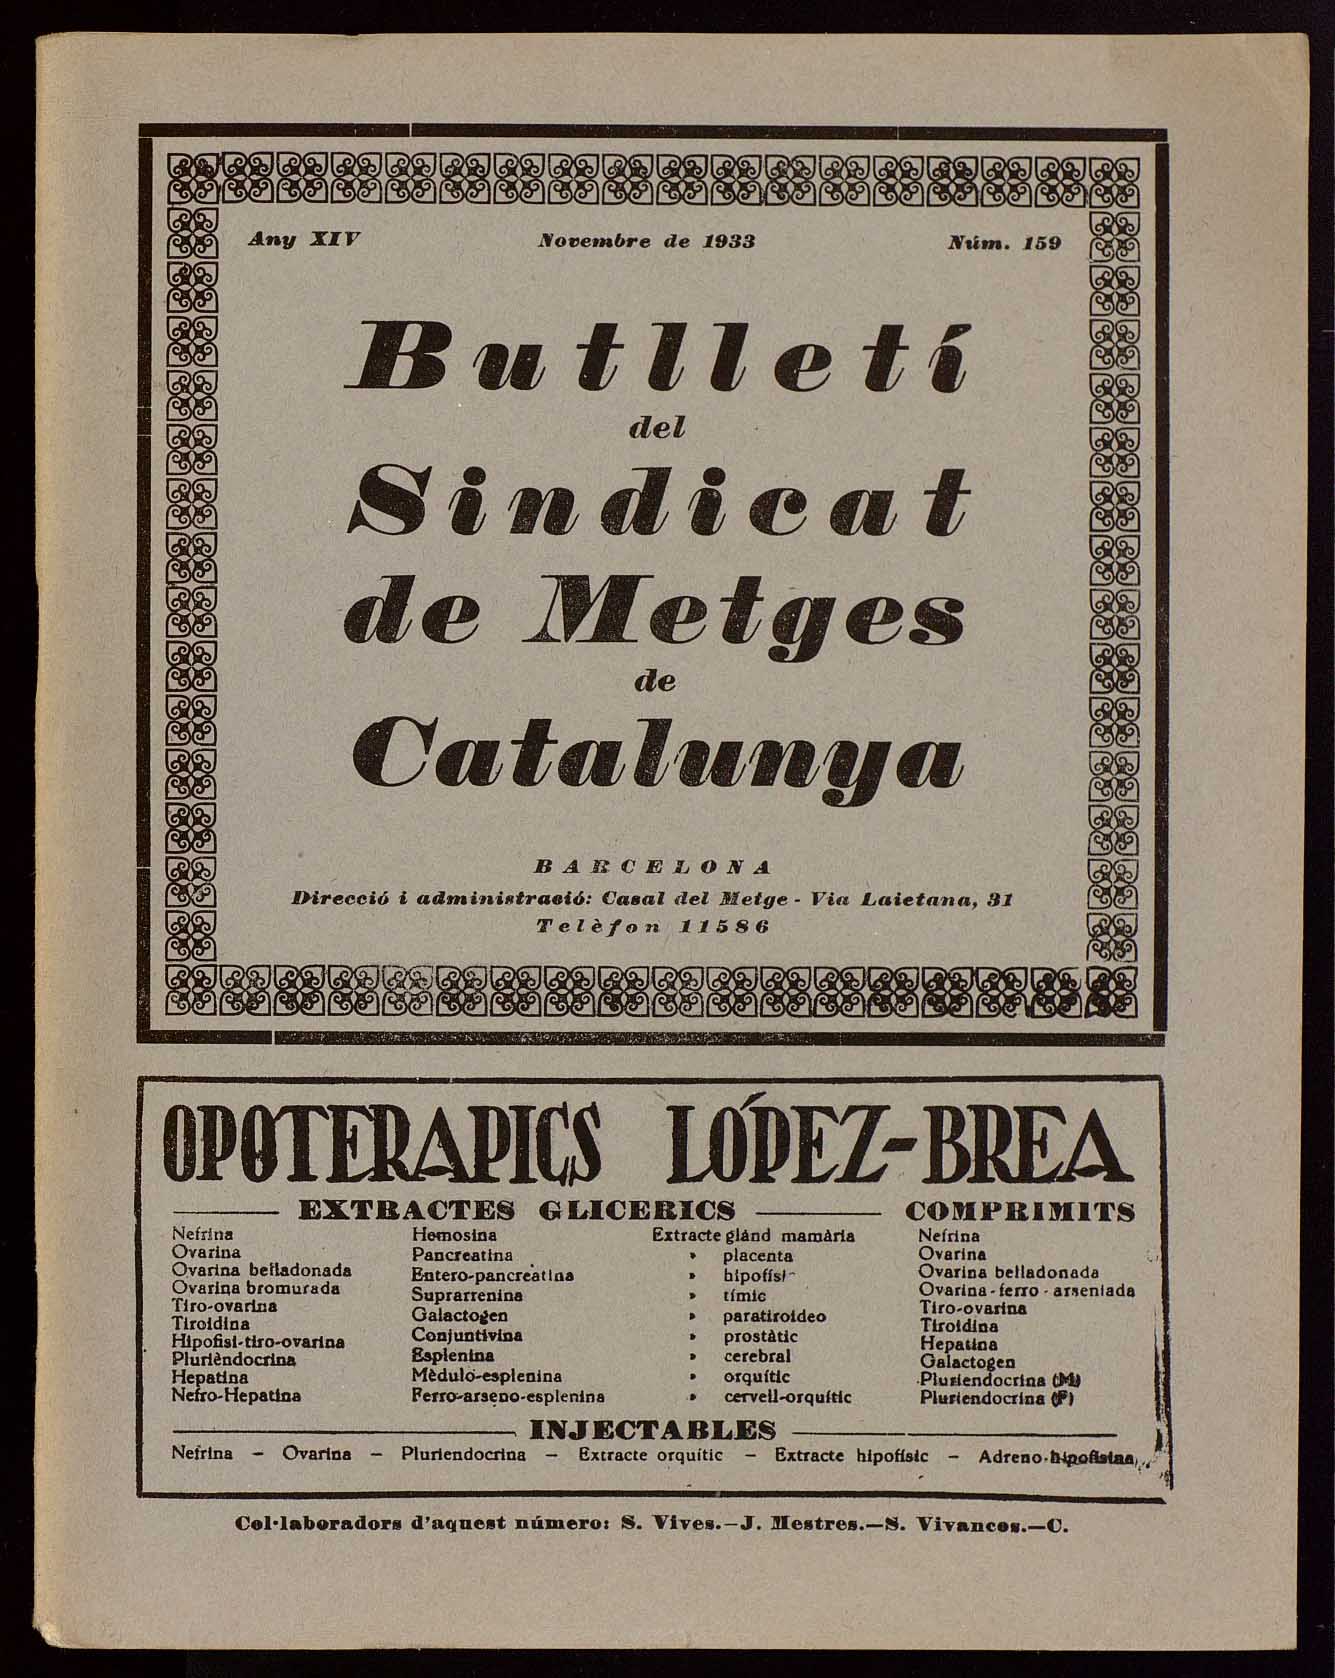 Any XIV Novembre de 1933 Núm. 159
Butlletí
del
Sindicat
de Metges
de
Catalunya
BARCELONA
Direcció i administració: Casal del Metge - Via Laietana, 31
Telèfon 11586
OPOTERAPICS LÓPEZ-BREA
EXTRACTES GLICERICS
Nefrina
Ovarina
Ovarina belladonada
Ovarina bromurada
Tiro-ovarina
Tiroidina
Hipofisi-tiro-ovarina
Plurièndocrina
Hepatina
Nefro-Hepatina
Hemosina
Pancreatina
Entero-pancreatina
Suprarrenina
Galactogen
Conjuntivina
Esplenina
Mèdulo-esplenina
Ferro-arseno-esplenina
Extracte glánd mamària
» placenta
» hipofisi
» tímic
» paratiroideo
» prostàtic
» cerebral
» orquític
» cervell-orquític
COMPRIMITS
Nefrina
Ovarina
Ovarina belladonada
Ovarina-ferro-arseniada
Tiro-ovarina
Tiroidina
Hepatina
Galactogen
Pluriendocrina (M)
Pluriendocrina (F)
INJECTABLES
Nefrina — Ovarina — Pluriendocrina — Extracte orquític — Extracte hipofísic — Adreno-hipofisina
Col·laboradors d'aquest número: S. Vives.—J. Mestres.—S. Vivancos.—C.